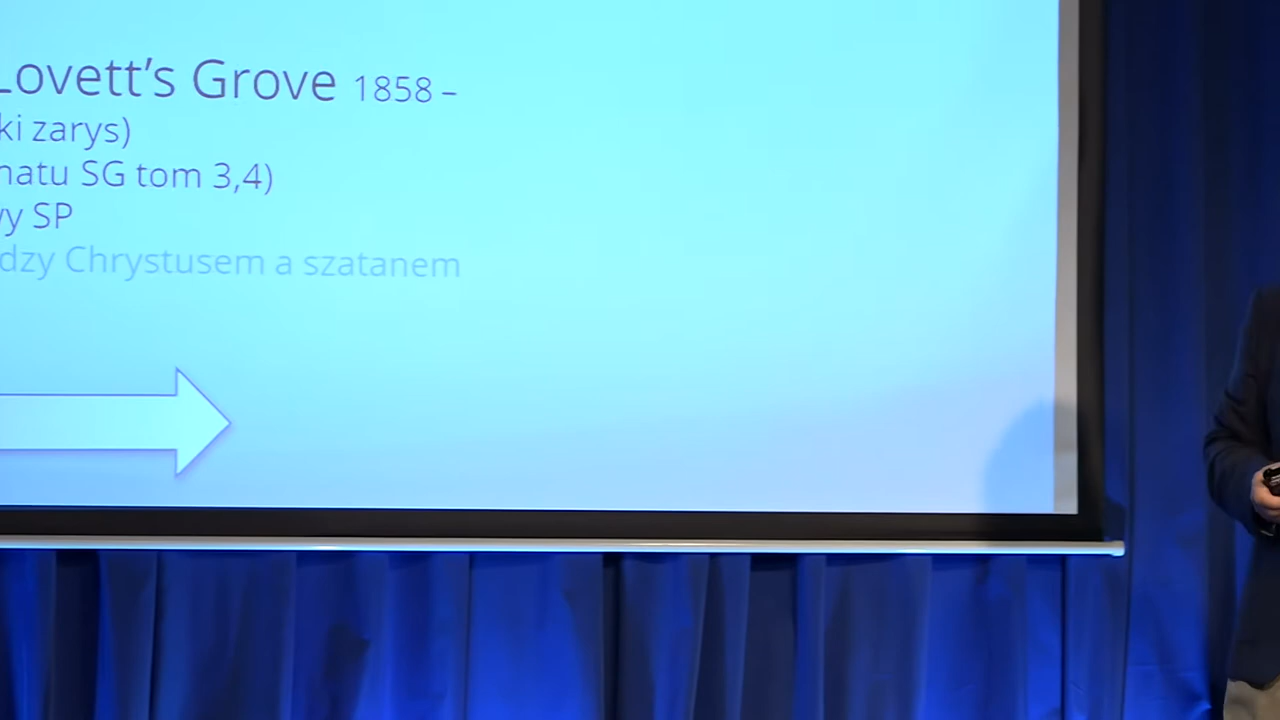 Lovett’s Grove 1858 –
ki zarys)
natu SG tom 3,4)
wy SP
dzy Chrystusem a szatanem